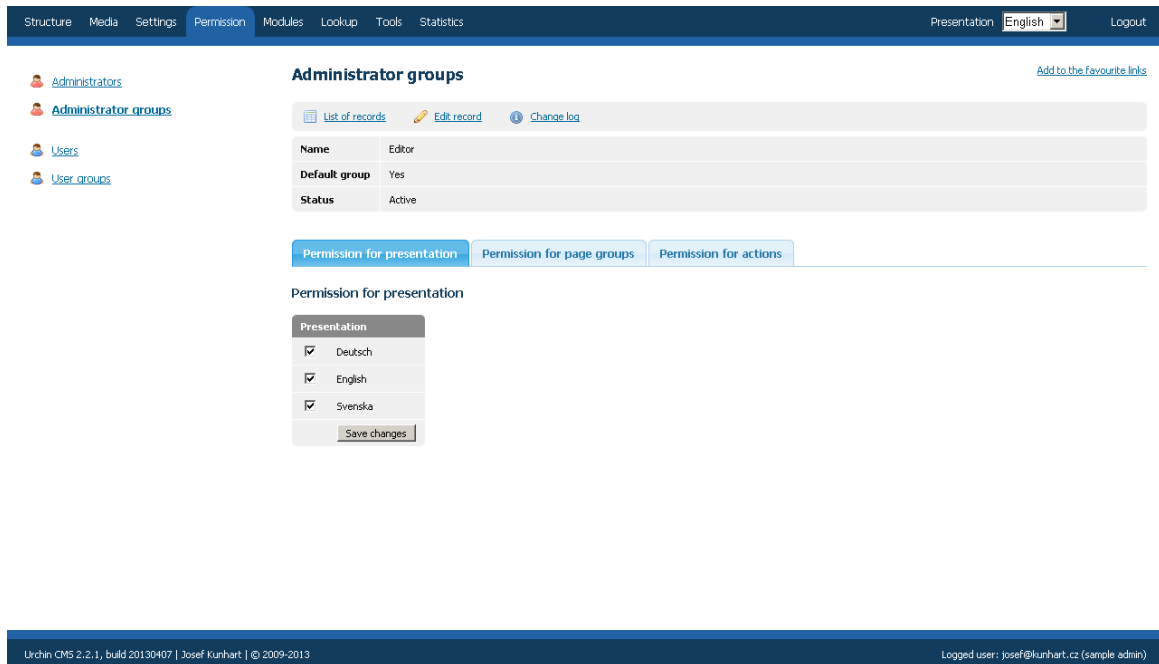 Structure Media Settings Permission Modules Lookup Tools Statistics Presentation English Logout
Administrators
Administrator groups
Users
User groups
Administrator groups Add to the favourite links
List of records Edit record Change log
Name Editor
Default group Yes
Status Active
Permission for presentation Permission for page groups Permission for actions
Permission for presentation
Presentation
Deutsch
English
Svenska
Save changes
Urchin CMS 2.2.1, build 20130407 | Josef Kunhart | © 2009-2013 Logged user: josef@kunhart.cz (sample admin)